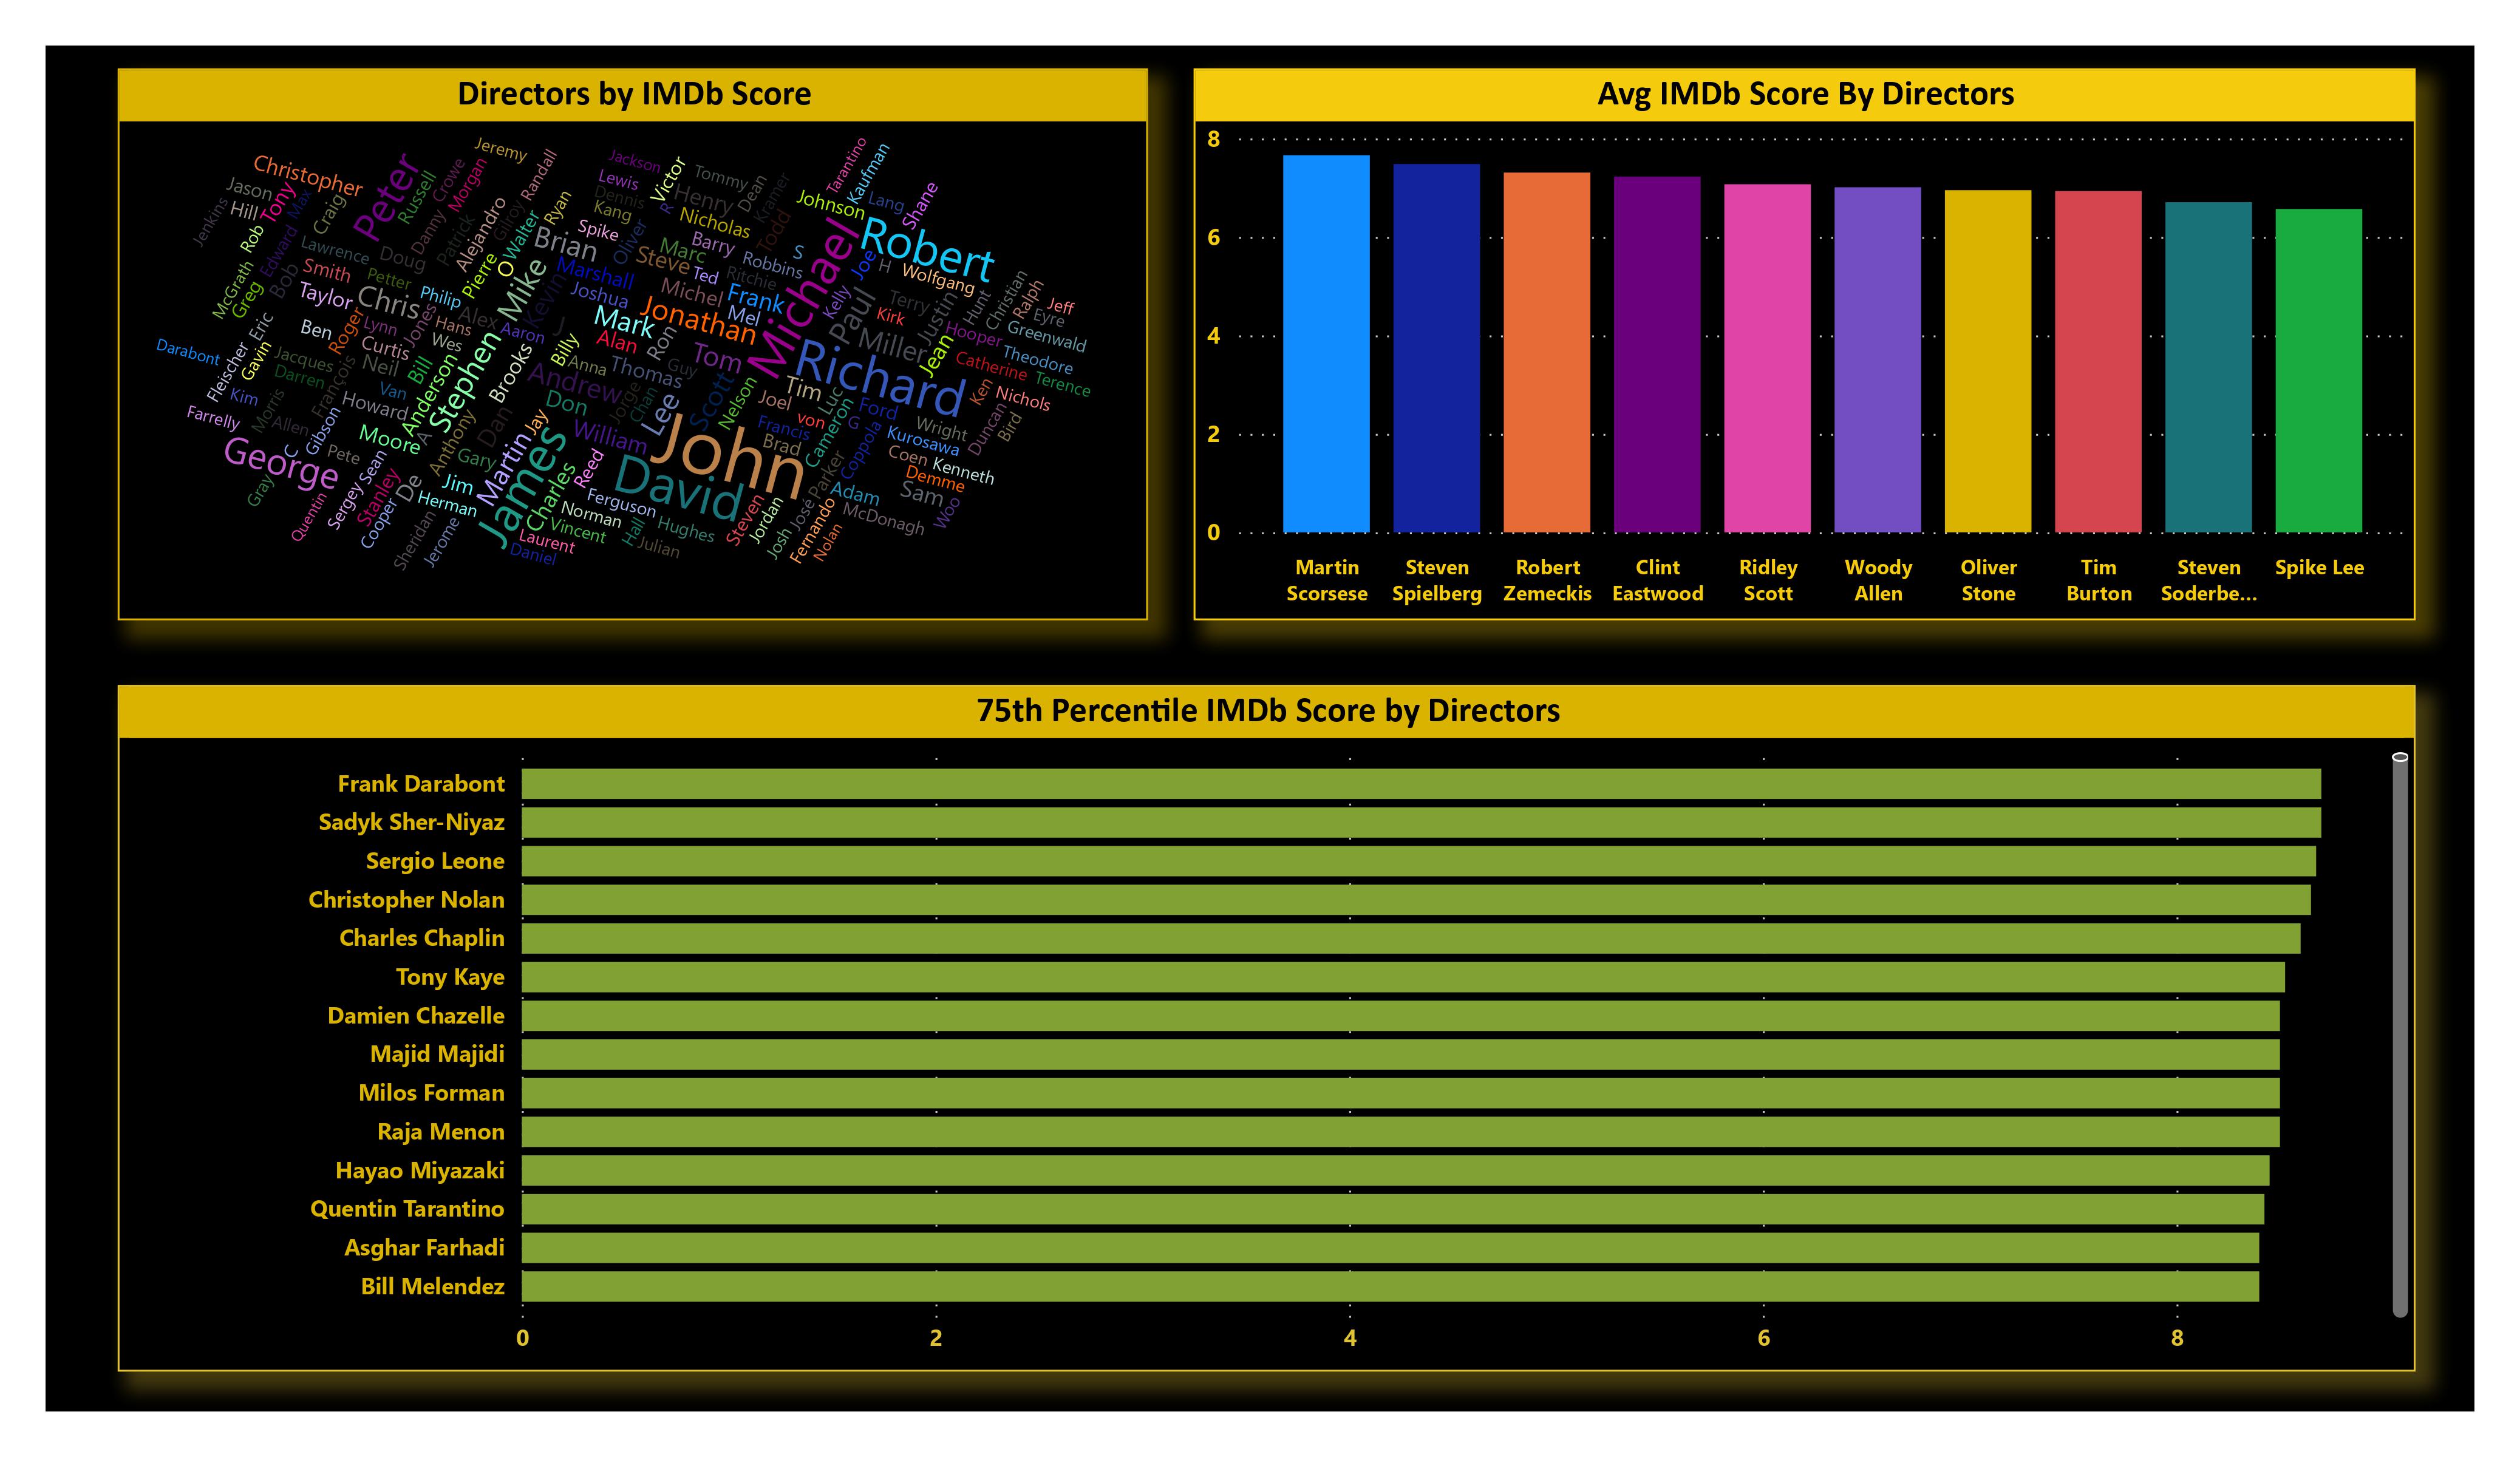 Directors by IMDb Score
Jeremy
Christopher
Peter
Crowe
Morgan
Randall
Jackson
Victor
Tommy
Dean
Kramer
Tarantino
Kaufman
Jason
Tony
Max
Russell
Lewis
Dennis
Kang
Henry
R
Nicholas
Todd
Johnson
Lang
Shane
Jenkins
Hill
Rob
Edward
Craig
Danny
Patrick
Alejandro
Gilroy
Walter
Ryan
Spike
Oliver
Barry
Michael
Robert
Lawrence
Doug
Pierre
O
Brian
Marc
Steve
Robbins
S
Joe
H
Wolfgang
McGrath
Greg
Bob
Smith
Petter
Philip
Mike
Kevin
Marshall
Joshua
Ted
Ritchie
Michel
Frank
Mel
Kelly
Paul
Terry
Kirk
Justin
Hunt
Christian
Ralph
Jeff
Eyre
Greenwald
Taylor
Chris
Jones
Hans
Alex
Aaron
J
Mark
Jonathan
Hooper
Theodore
Darabont
Eric
Ben
Roger
Lynn
Curtis
Wes
Stephen
Billy
Alan
Ron
Tom
Miller
Jean
Catherine
Terence
Fleischer
Gavin
Jacques
Darren
François
Neil
Bill
Brooks
Anna
Thomas
Guy
Richard
Ken
Nichols
Kim
Morris
Van
Howard
Anderson
Andrew
Jorge
Chan
Scott
Nelson
Tim
Joel
Luc
Ford
Farrelly
Allen
Gibson
Moore
A
Anthony
Dan
Jay
Don
Lee
Francis
von
Cameron
G
Wright
Duncan
Bird
George
C
Pete
Sean
Gary
Martin
James
William
John
Brad
Coppola
Kurosawa
Coen
Kenneth
Gray
Quentin
Sergey
Stanley
De
Jim
Charles
Reed
David
Parker
Adam
Demme
Sam
Woo
Cooper
Herman
Ferguson
Norman
Hughes
Steven
Jordan
José
Fernando
McDonagh
Sheridan
Jerome
Laurent
Vincent
Daniel
Hall
Julian
Josh
Nolan
Avg IMDb Score By Directors
8
6
4
2
0
Martin Steven Robert Clint Ridley Woody Oliver Tim Steven Spike Lee
Scorsese Spielberg Zemeckis Eastwood Scott Allen Stone Burton Soderbe...
75th Percentile IMDb Score by Directors
Frank Darabont
Sadyk Sher-Niyaz
Sergio Leone
Christopher Nolan
Charles Chaplin
Tony Kaye
Damien Chazelle
Majid Majidi
Milos Forman
Raja Menon
Hayao Miyazaki
Quentin Tarantino
Asghar Farhadi
Bill Melendez
0 2 4 6 8